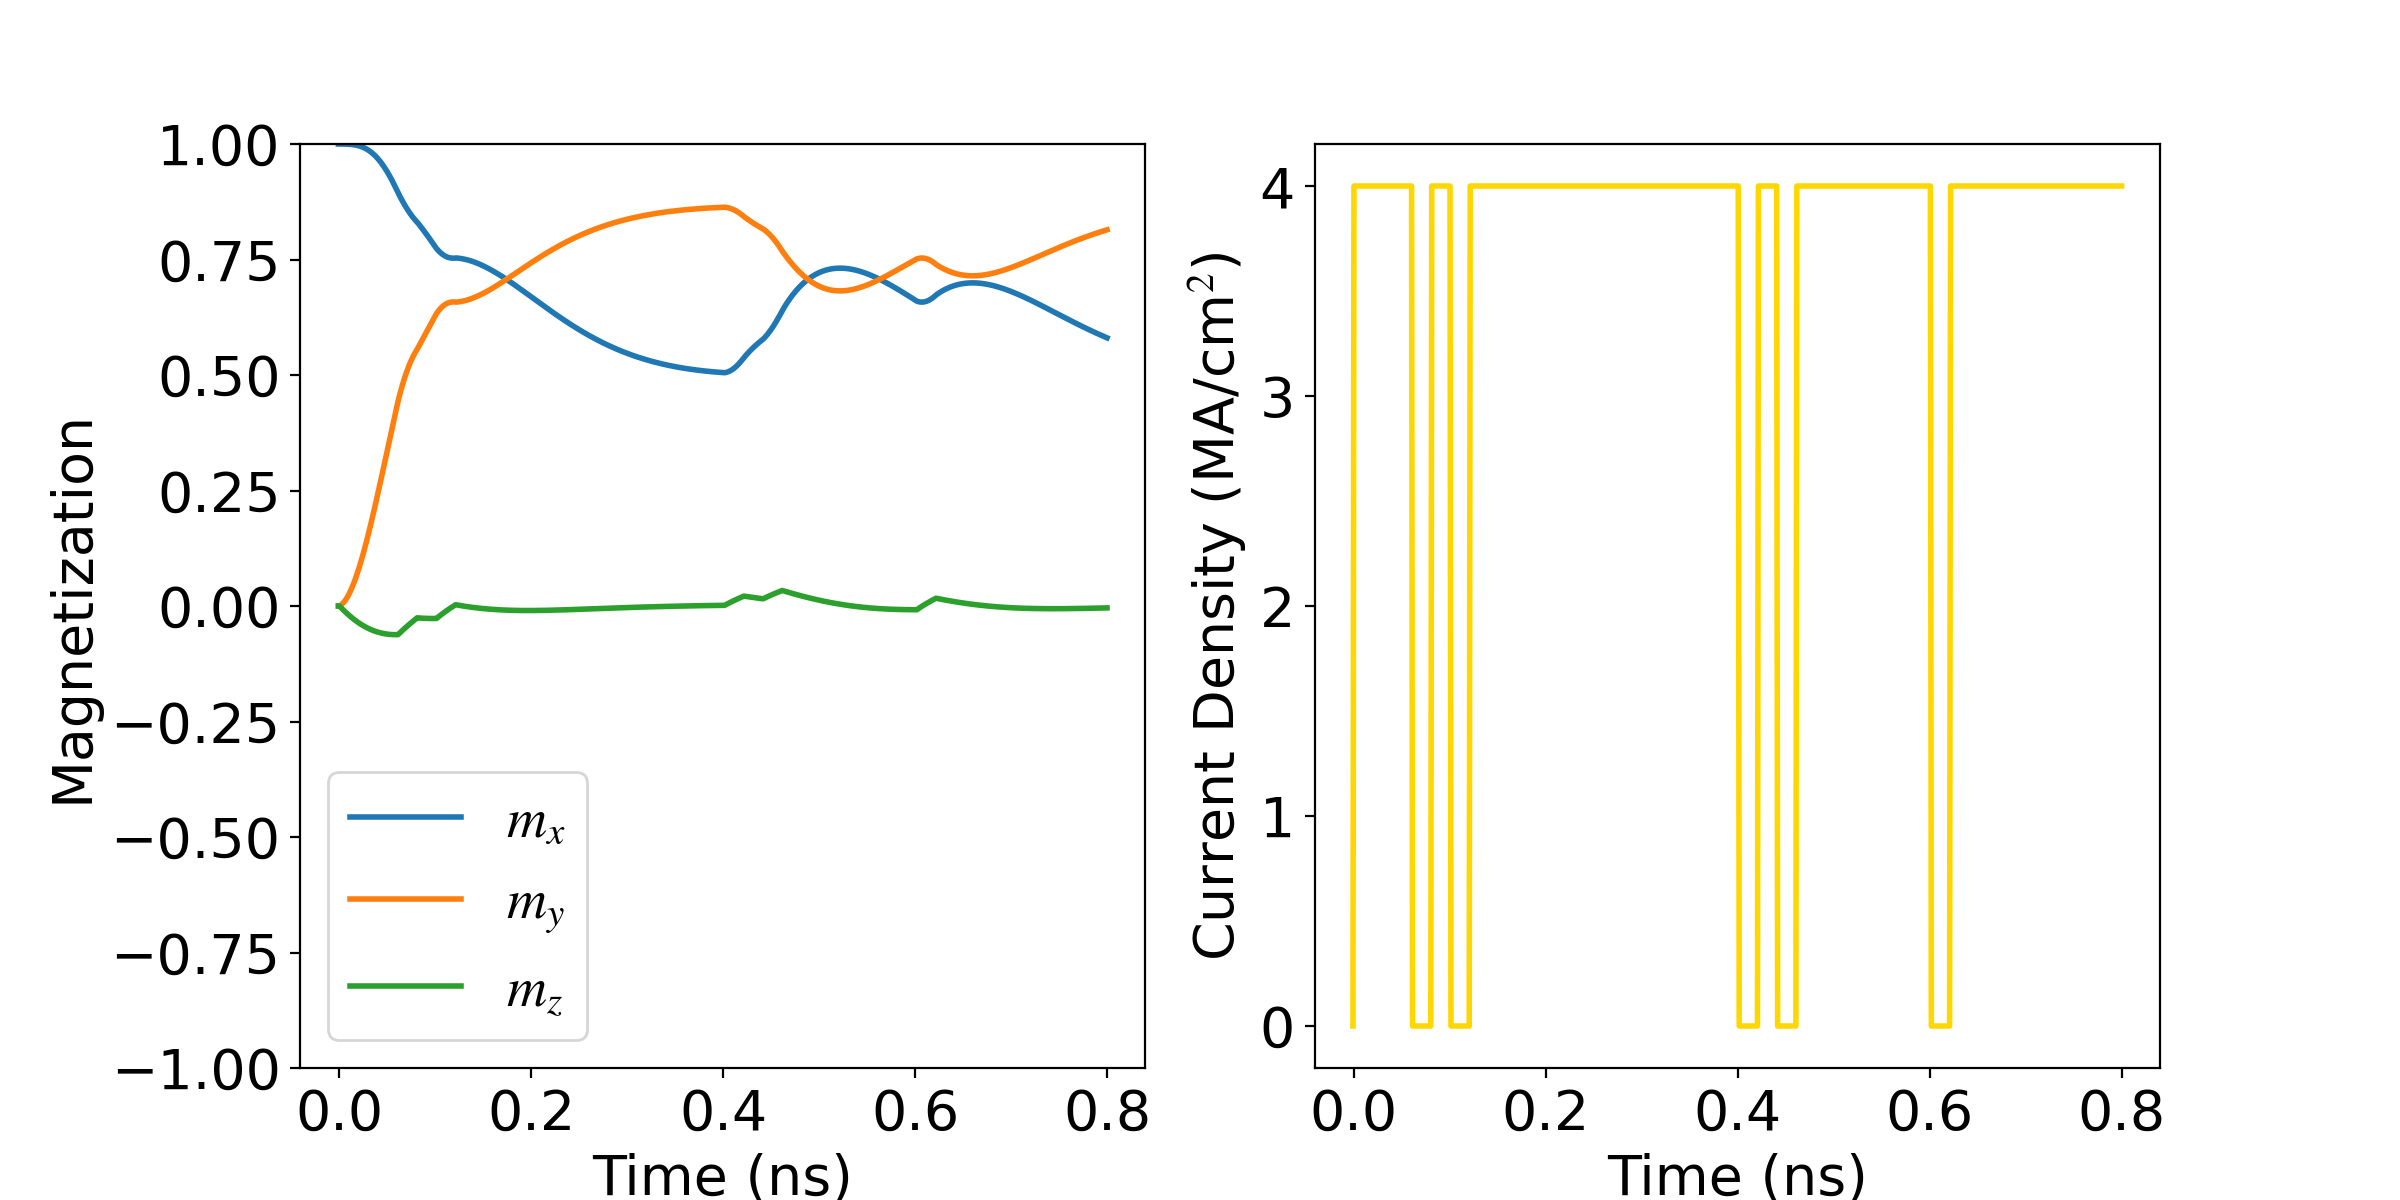 Magnetization
1.00
0.75
0.50
0.25
0.00
−0.25
−0.50
−0.75
−1.00
0.0 0.2 0.4 0.6 0.8
Time (ns)
m_x
m_y
m_z
Current Density (MA/cm²)
4
3
2
1
0
0.0 0.2 0.4 0.6 0.8
Time (ns)